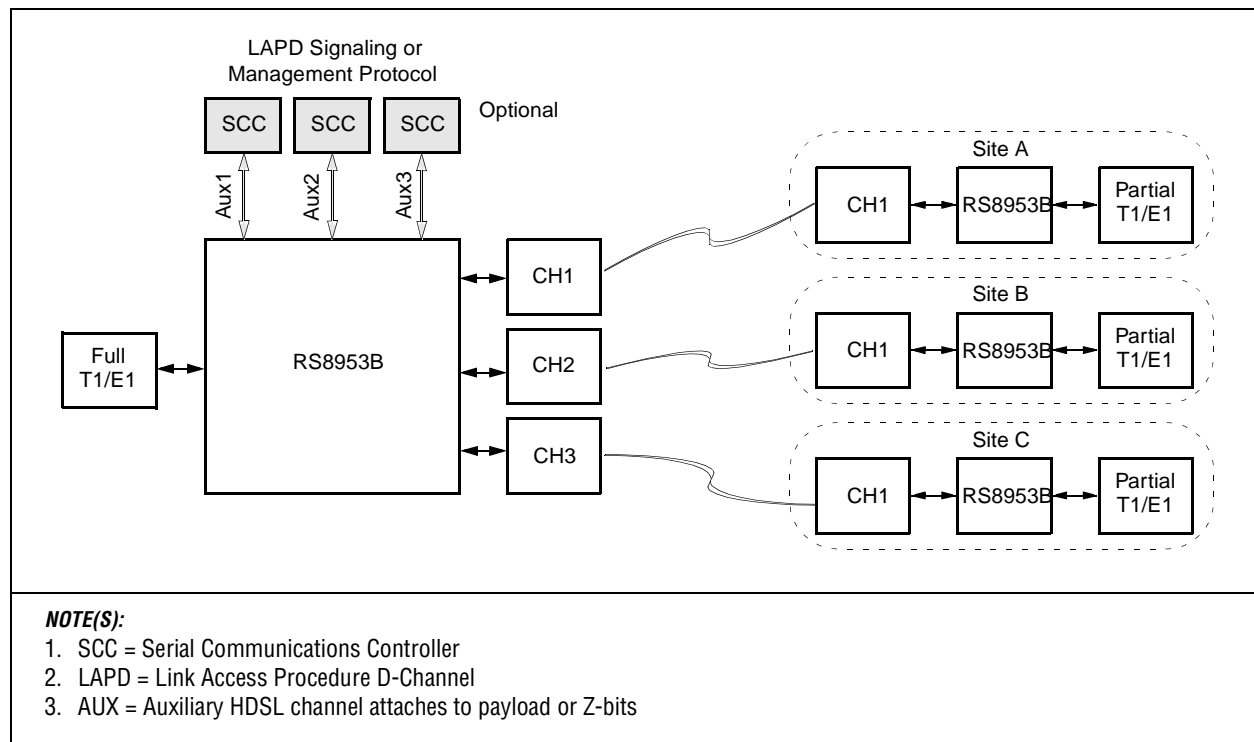 LAPD Signaling or
Management Protocol
SCC SCC SCC Optional
Aux1 Aux2 Aux3
Full
T1/E1
RS8953B
CH1
CH2
CH3
Site A
CH1 RS8953B Partial
T1/E1
Site B
CH1 RS8953B Partial
T1/E1
Site C
CH1 RS8953B Partial
T1/E1
NOTE(S):
1. SCC = Serial Communications Controller
2. LAPD = Link Access Procedure D-Channel
3. AUX = Auxiliary HDSL channel attaches to payload or Z-bits